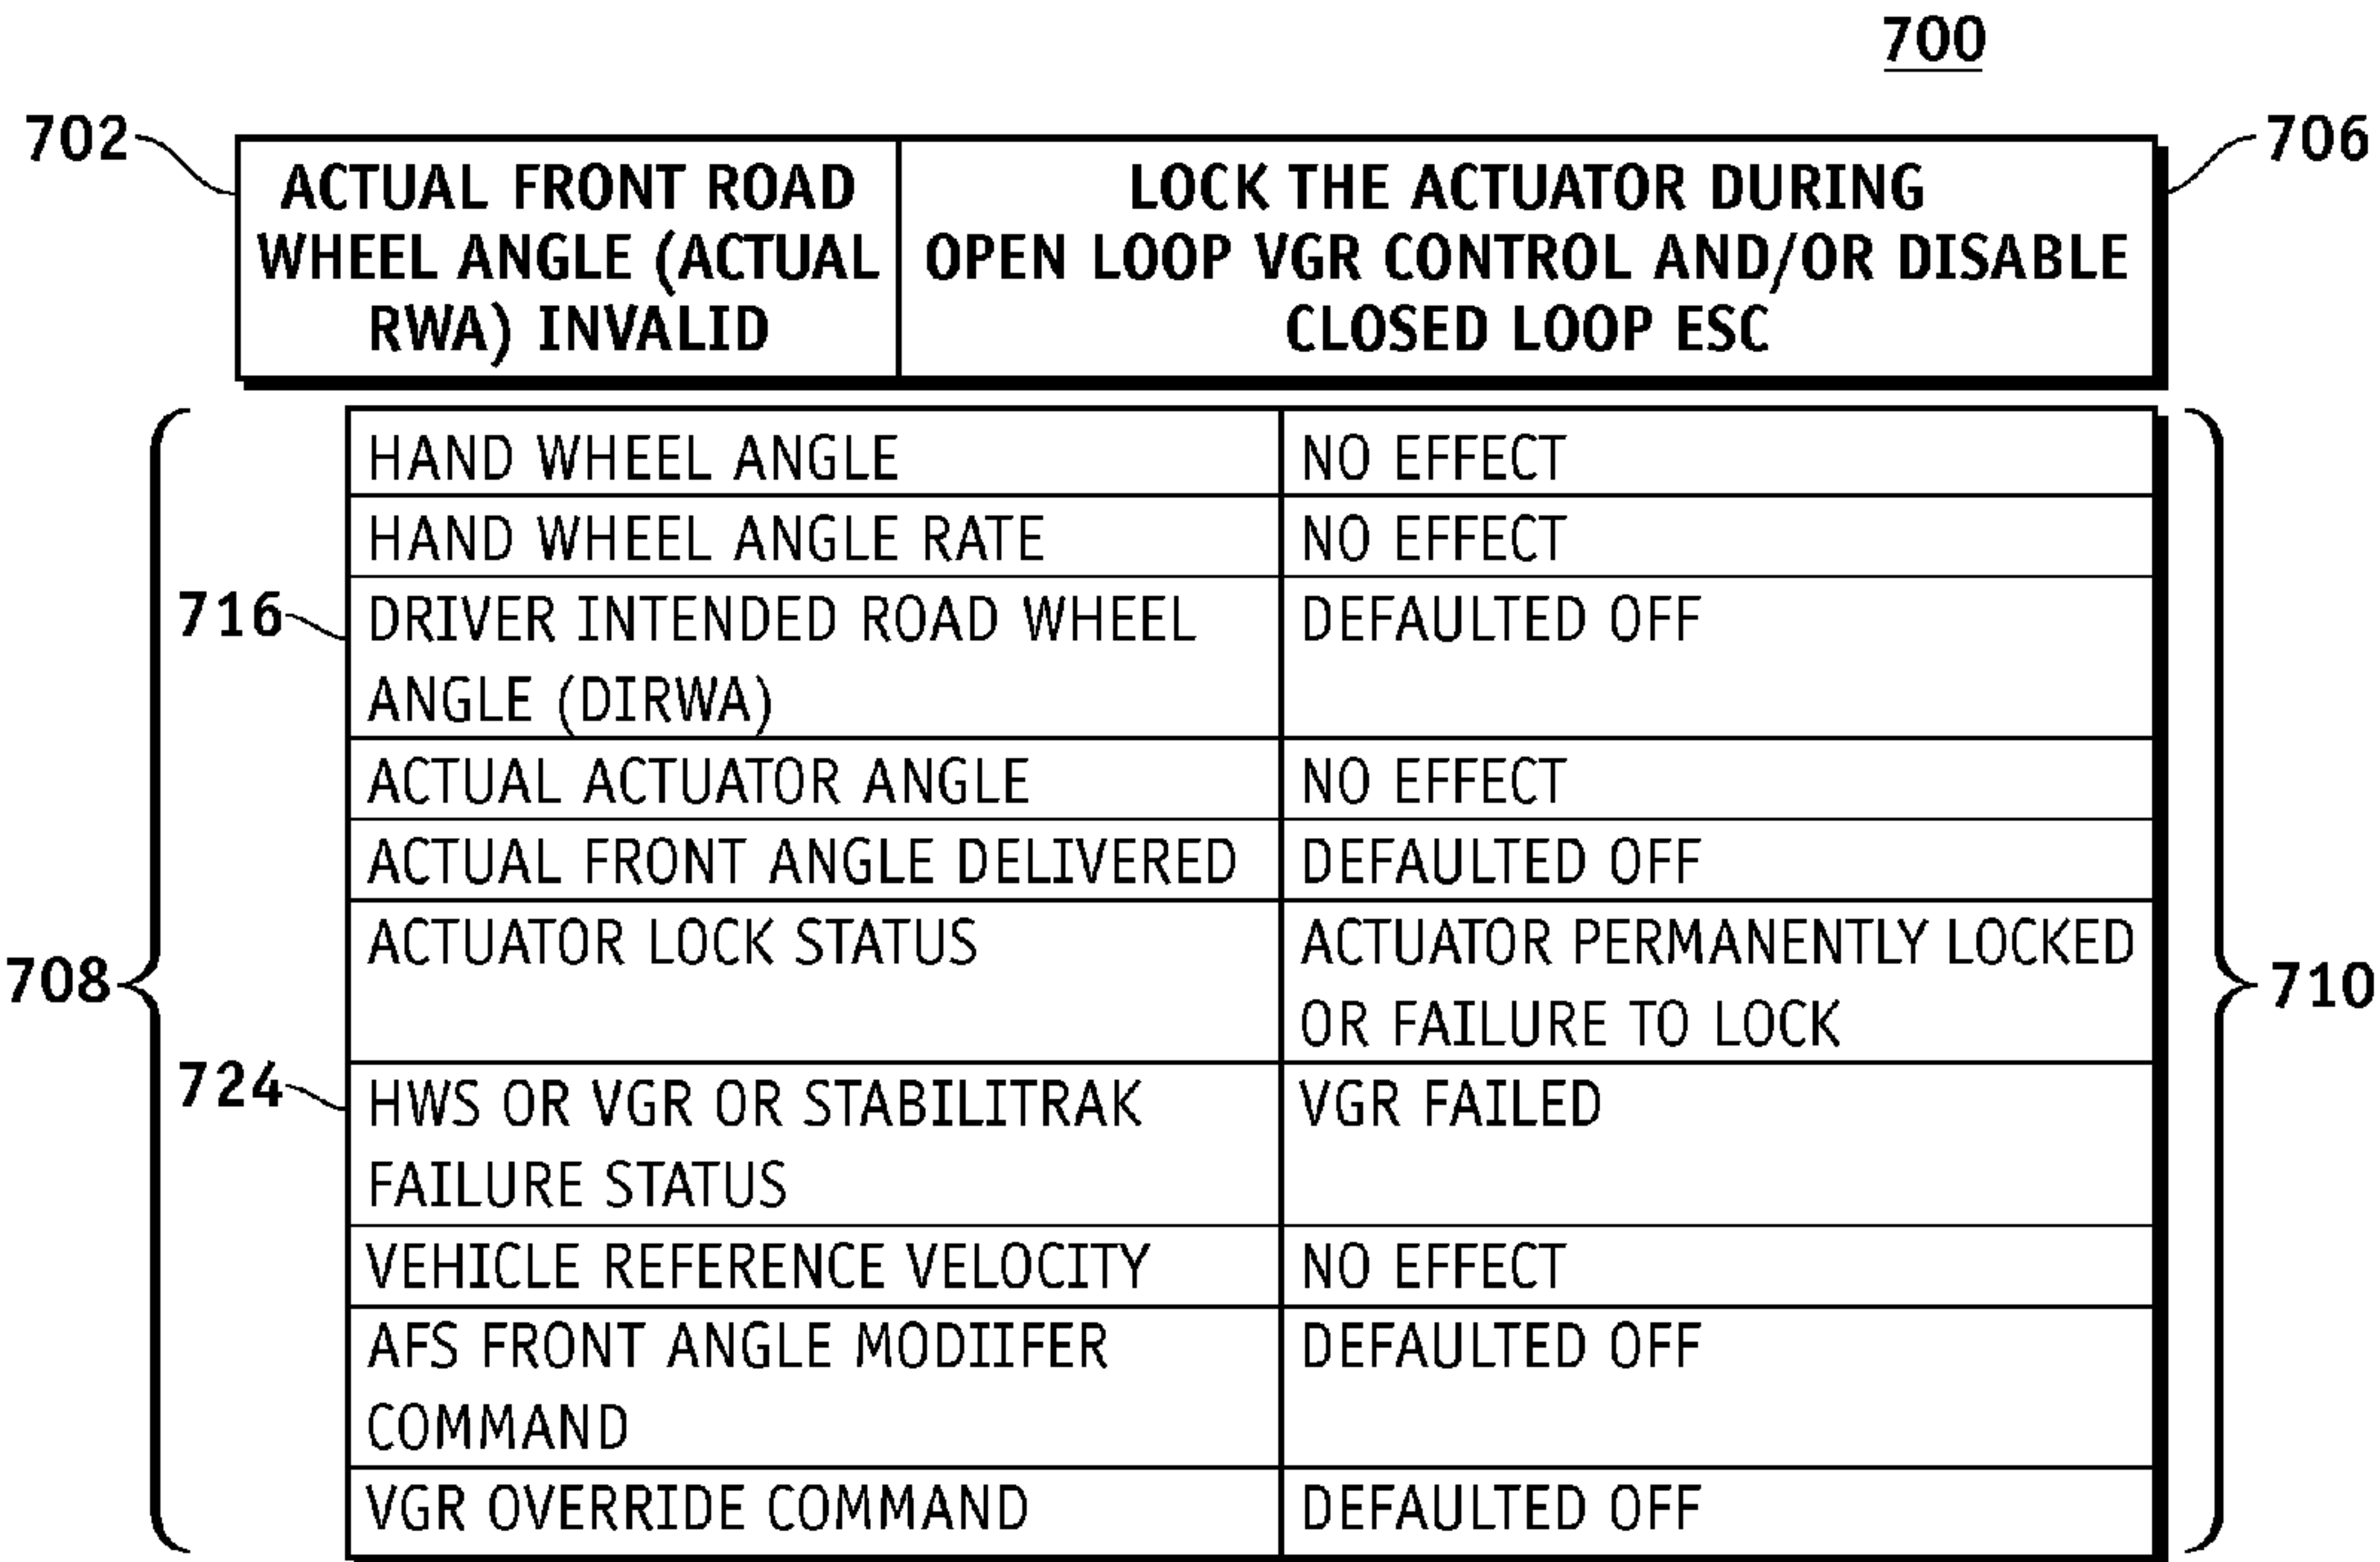 700
702
706
ACTUAL FRONT ROAD
WHEEL ANGLE (ACTUAL
RWA) INVALID
LOCK THE ACTUATOR DURING
OPEN LOOP VGR CONTROL AND/OR DISABLE
CLOSED LOOP ESC
708
710
HAND WHEEL ANGLE
NO EFFECT
HAND WHEEL ANGLE RATE
NO EFFECT
716
DRIVER INTENDED ROAD WHEEL
ANGLE (DIRWA)
DEFAULTED OFF
ACTUAL ACTUATOR ANGLE
NO EFFECT
ACTUAL FRONT ANGLE DELIVERED
DEFAULTED OFF
ACTUATOR LOCK STATUS
ACTUATOR PERMANENTLY LOCKED
OR FAILURE TO LOCK
724
HWS OR VGR OR STABILITRAK
FAILURE STATUS
VGR FAILED
VEHICLE REFERENCE VELOCITY
NO EFFECT
AFS FRONT ANGLE MODIIFER
COMMAND
DEFAULTED OFF
VGR OVERRIDE COMMAND
DEFAULTED OFF